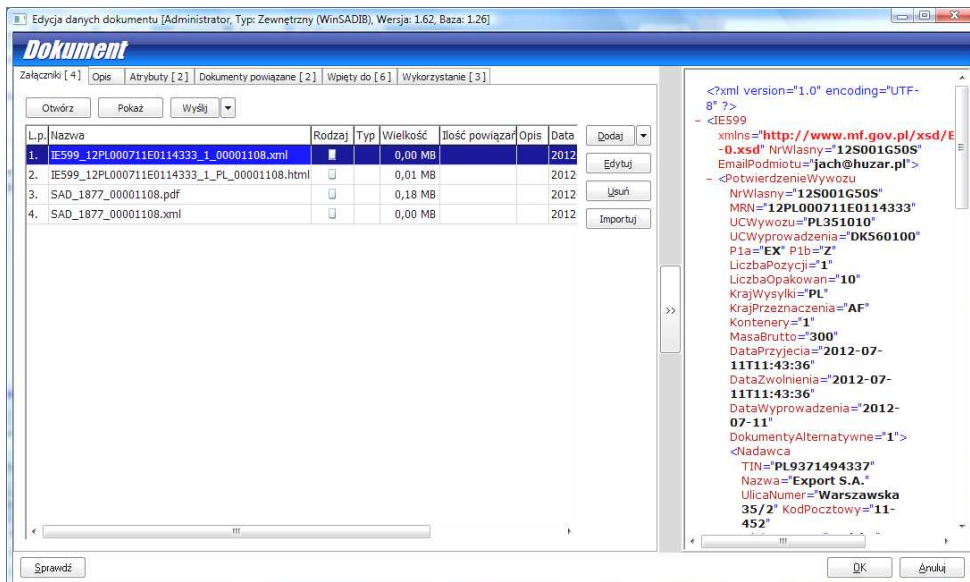 Edycja danych dokumentu [Administrator, Typ: Zewnętrzny (WinSADIB), Wersja: 1.62, Baza: 1.26]
Dokument
Załączniki [ 4 ] Opis Atrybuty [ 2 ] Dokumenty powiązane [ 2 ] Wpięty do [ 6 ] Wykorzystanie [ 3 ]
Otwórz Pokaż Wyślij
L.p. Nazwa Rodzaj Typ Wielkość Ilość powiązań Opis Data
1. IE599_12PL000711E0114333_1_00001108.xml 0,00 MB 2012
2. IE599_12PL000711E0114333_1_PL_00001108.html 0,01 MB 2012
3. SAD_1877_00001108.pdf 0,18 MB 2012
4. SAD_1877_00001108.xml 0,00 MB 2012
Dodaj
Edytuj
Usuń
Importuj
>>
<?xml version="1.0" encoding="UTF-
8" ?>
- <IE599
xmlns="http://www.mf.gov.pl/xsd/E
-0.xsd" NrWlasny="12S001G50S"
EmailPodmiotu="jach@huzar.pl">
- <PotwierdzenieWywozu
NrWlasny="12S001G50S"
MRN="12PL000711E0114333"
UCWywozu="PL351010"
UCWyprowadzenia="DK560100"
P1a="EX" P1b="Z"
LiczbaPozycji="1"
LiczbaOpakowan="10"
KrajWysylki="PL"
KrajPrzeznaczenia="AF"
Kontenery="1"
MasaBrutto="300"
DataPrzyjecia="2012-07-
11T11:43:36"
DataZwolnienia="2012-07-
11T11:43:36"
DataWyprowadzenia="2012-
07-11"
DokumentyAlternatywne="1">
<Nadawca
TIN="PL9371494337"
Nazwa="Export S.A."
UlicaNumer="Warszawska
35/2" KodPocztowy="11-
452"
Sprawdź OK Anuluj